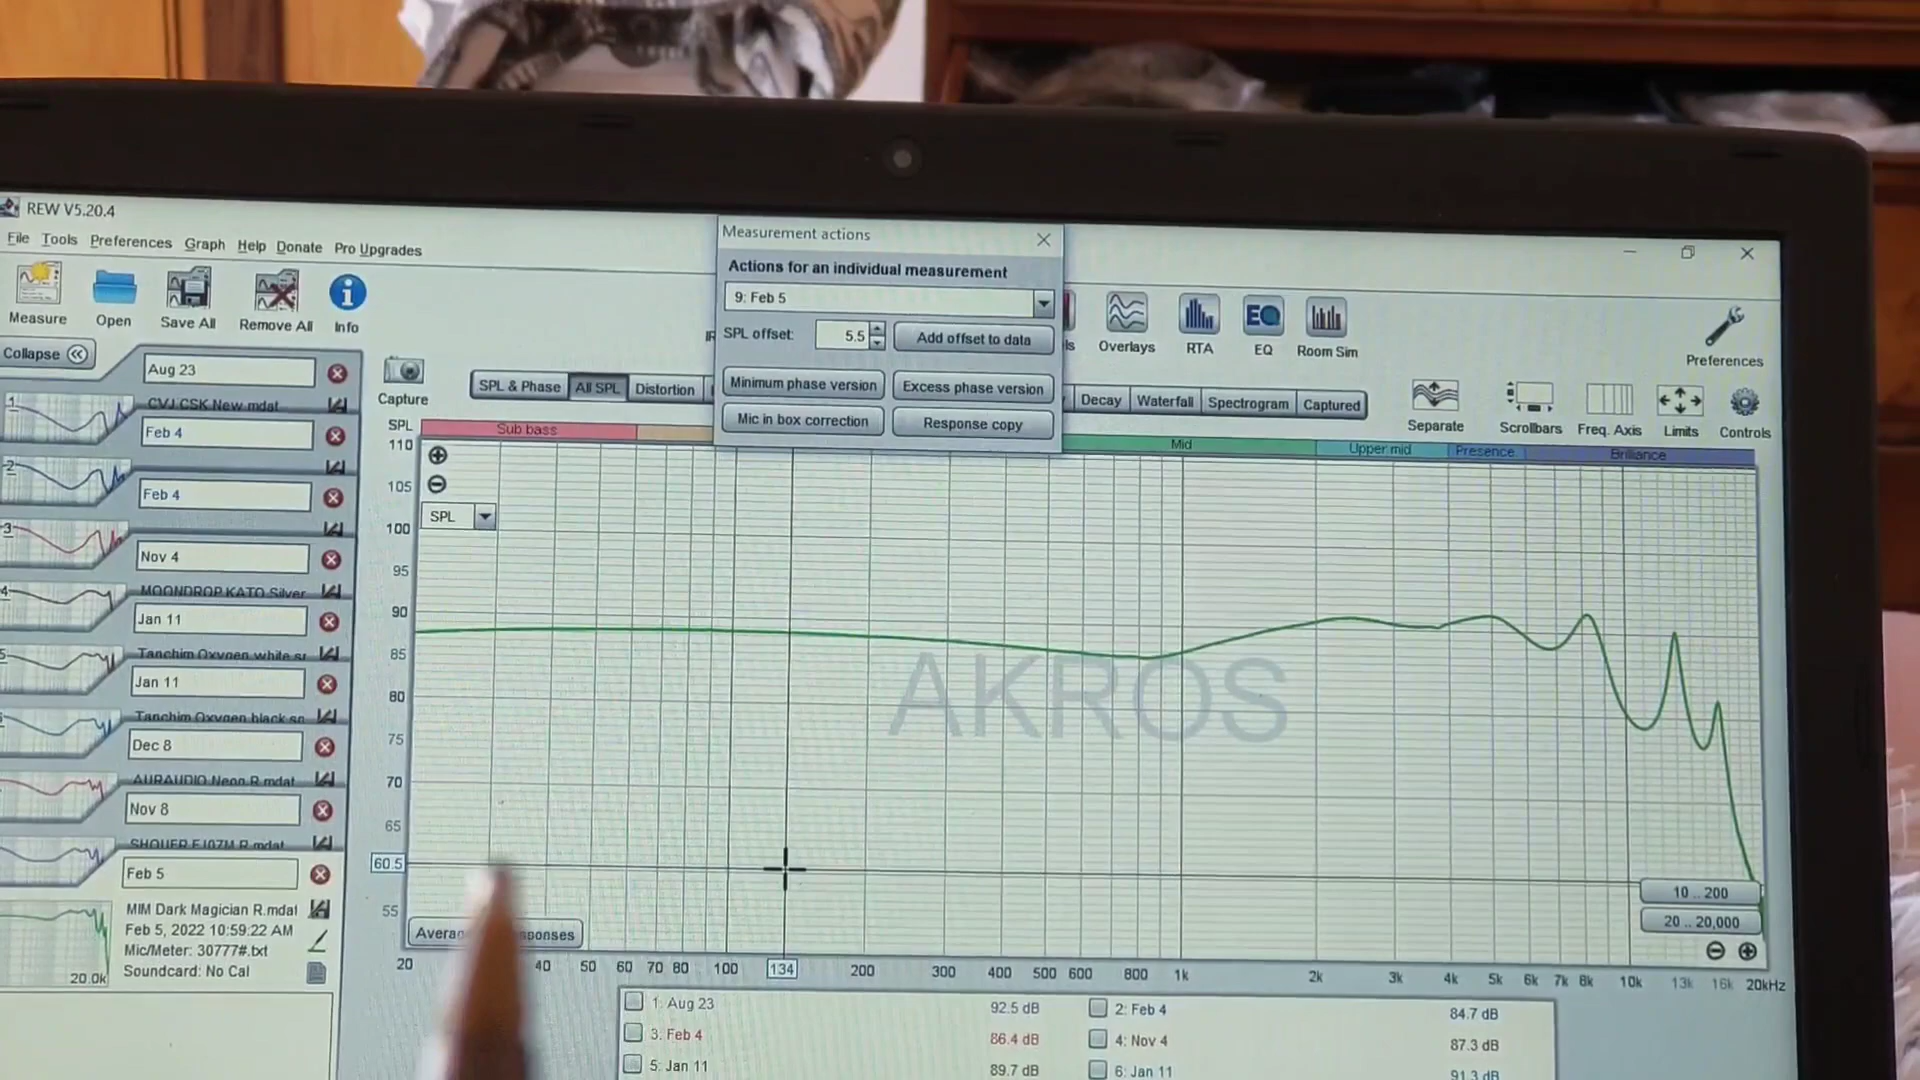 REW V5.20.4
File Tools Preferences Graph Help Donate Pro Upgrades
Measure Open Save All Remove All Info
Measurement actions
Actions for an individual measurement
9: Feb 5
SPL offset: 5.5 Add offset to data
Minimum phase version Excess phase version
Mic in box correction Response copy
Overlays RTA EQ Room Sim
Preferences
Collapse
Capture
SPL & Phase All SPL Distortion
Decay Waterfall Spectrogram Captured
Separate Scrollbars Freq. Axis Limits Controls
Aug 23
CVJ CSK New.mdat
1
Feb 4
2
Feb 4
3
Nov 4
MOONDROP KATO Silver
4
Jan 11
Tanchim Oxygen white
5
Jan 11
Tanchim Oxygen black
Dec 8
AURAUDIO Neon R.mdat
Nov 8
SHOUER EJ07M R.mdat
Feb 5
MIM Dark Magician R.mdat
Feb 5, 2022 10:59:22 AM
Mic/Meter: 30777#.txt
Soundcard: No Cal
20.0k
SPL
Sub bass Mid Upper mid Presence Brilliance
110
105
SPL
100
95
90
85
80
75
70
65
60.5
55
AKROS
10 .. 200
20 .. 20,000
20 40 50 60 70 80 100 134 200 300 400 500 600 800 1k 2k 3k 4k 5k 6k 7k 8k 10k 13k 16k 20kHz
1: Aug 23 92.5 dB 2: Feb 4 84.7 dB
3: Feb 4 86.4 dB 4: Nov 4 87.3 dB
5: Jan 11 89.7 dB 6: Jan 11 91.3 dB